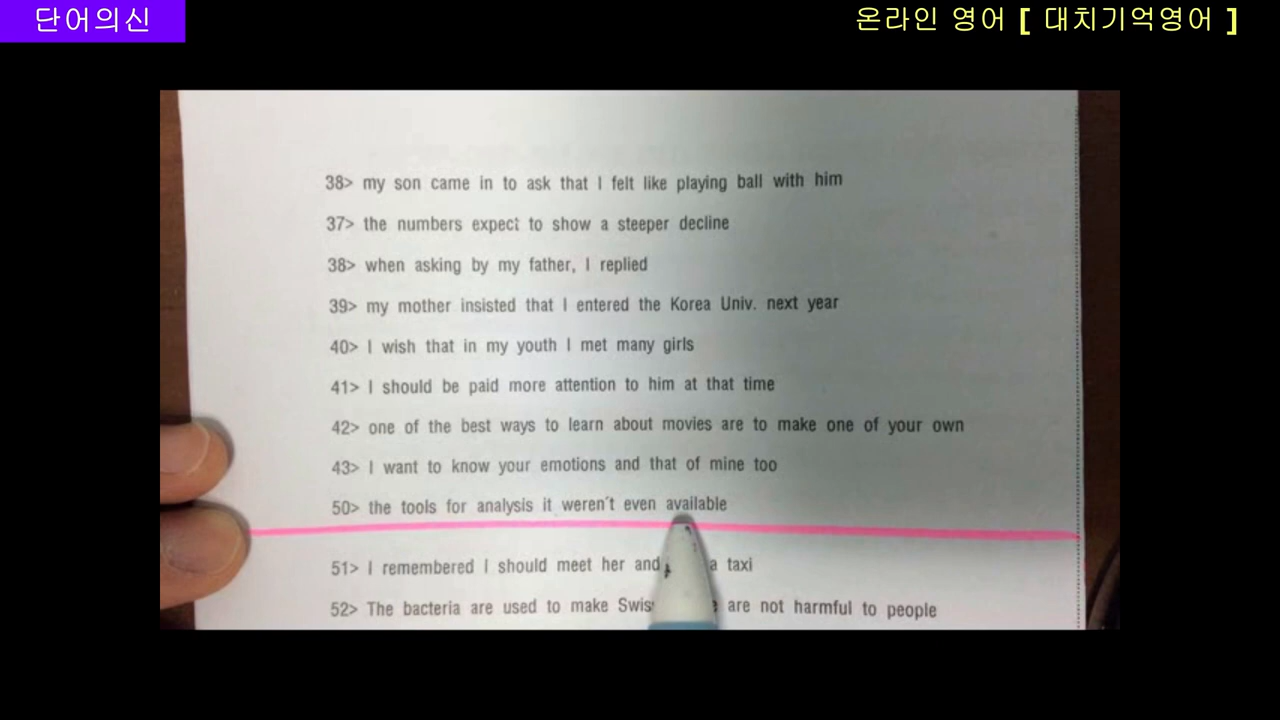 단어의신
온라인 영어 [ 대치기억영어 ]
38> my son came in to ask that I felt like playing ball with him
37> the numbers expect to show a steeper decline
38> when asking by my father, I replied
39> my mother insisted that I entered the Korea Univ. next year
40> I wish that in my youth I met many girls
41> I should be paid more attention to him at that time
42> one of the best ways to learn about movies are to make one of your own
43> I want to know your emotions and that of mine too
50> the tools for analysis it weren't even available
51> I remembered I should meet her and a taxi
52> The bacteria are used to make are not harmful to people